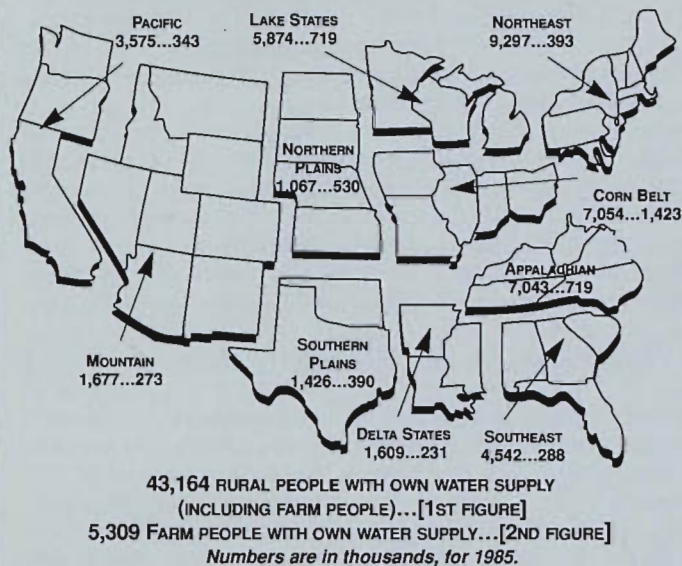 PACIFIC
3,575...343
LAKE STATES
5,874...719
NORTHEAST
9,297...393
NORTHERN
PLAINS
1,067...530
CORN BELT
7,054...1,423
APPALACHIAN
7,043...719
MOUNTAIN
1,677...273
SOUTHERN
PLAINS
1,426...390
DELTA STATES
1,609...231
SOUTHEAST
4,542...288
43,164 RURAL PEOPLE WITH OWN WATER SUPPLY
(INCLUDING FARM PEOPLE)...[1ST FIGURE]
5,309 FARM PEOPLE WITH OWN WATER SUPPLY...[2ND FIGURE]
Numbers are in thousands, for 1985.